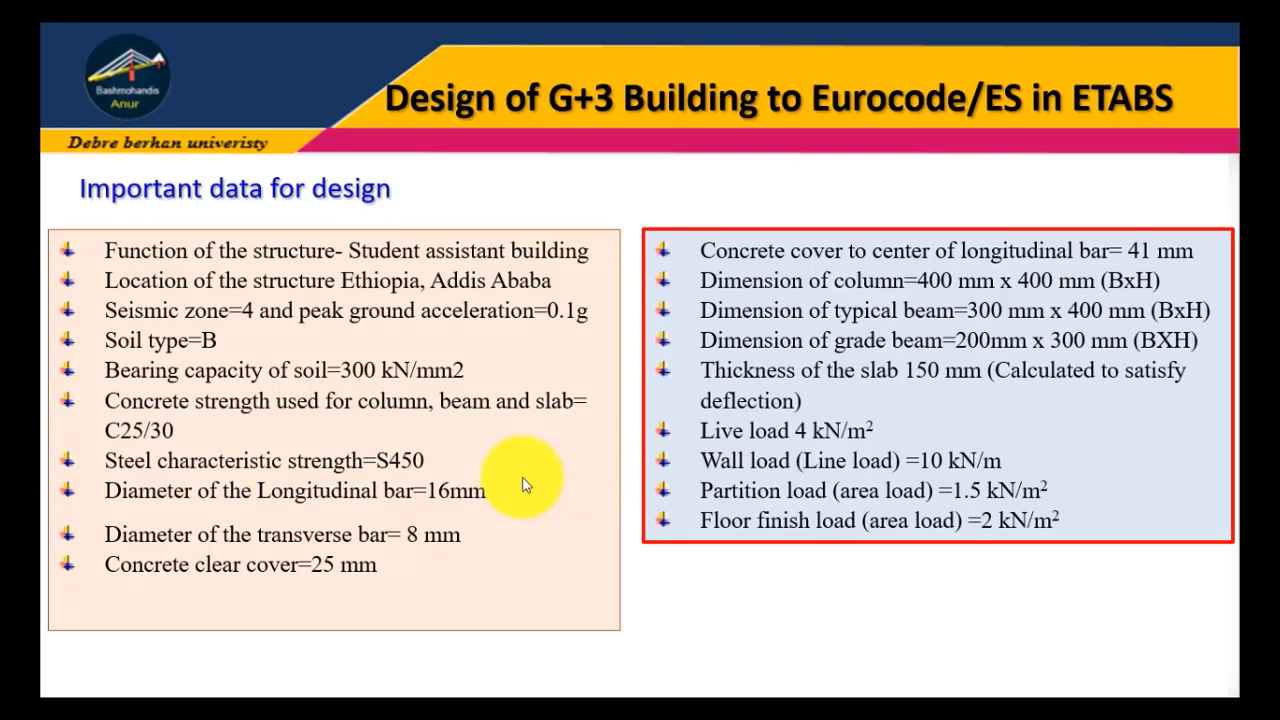 Bashmohandis
Anur
Design of G+3 Building to Eurocode/ES in ETABS
Debre berhan univeristy
Important data for design
Function of the structure- Student assistant building
Location of the structure Ethiopia, Addis Ababa
Seismic zone=4 and peak ground acceleration=0.1g
Soil type=B
Bearing capacity of soil=300 kN/mm2
Concrete strength used for column, beam and slab=
C25/30
Steel characteristic strength=S450
Diameter of the Longitudinal bar=16mm
Diameter of the transverse bar= 8 mm
Concrete clear cover=25 mm
Concrete cover to center of longitudinal bar= 41 mm
Dimension of column=400 mm x 400 mm (BxH)
Dimension of typical beam=300 mm x 400 mm (BxH)
Dimension of grade beam=200mm x 300 mm (BXH)
Thickness of the slab 150 mm (Calculated to satisfy
deflection)
Live load 4 kN/m²
Wall load (Line load) =10 kN/m
Partition load (area load) =1.5 kN/m²
Floor finish load (area load) =2 kN/m²